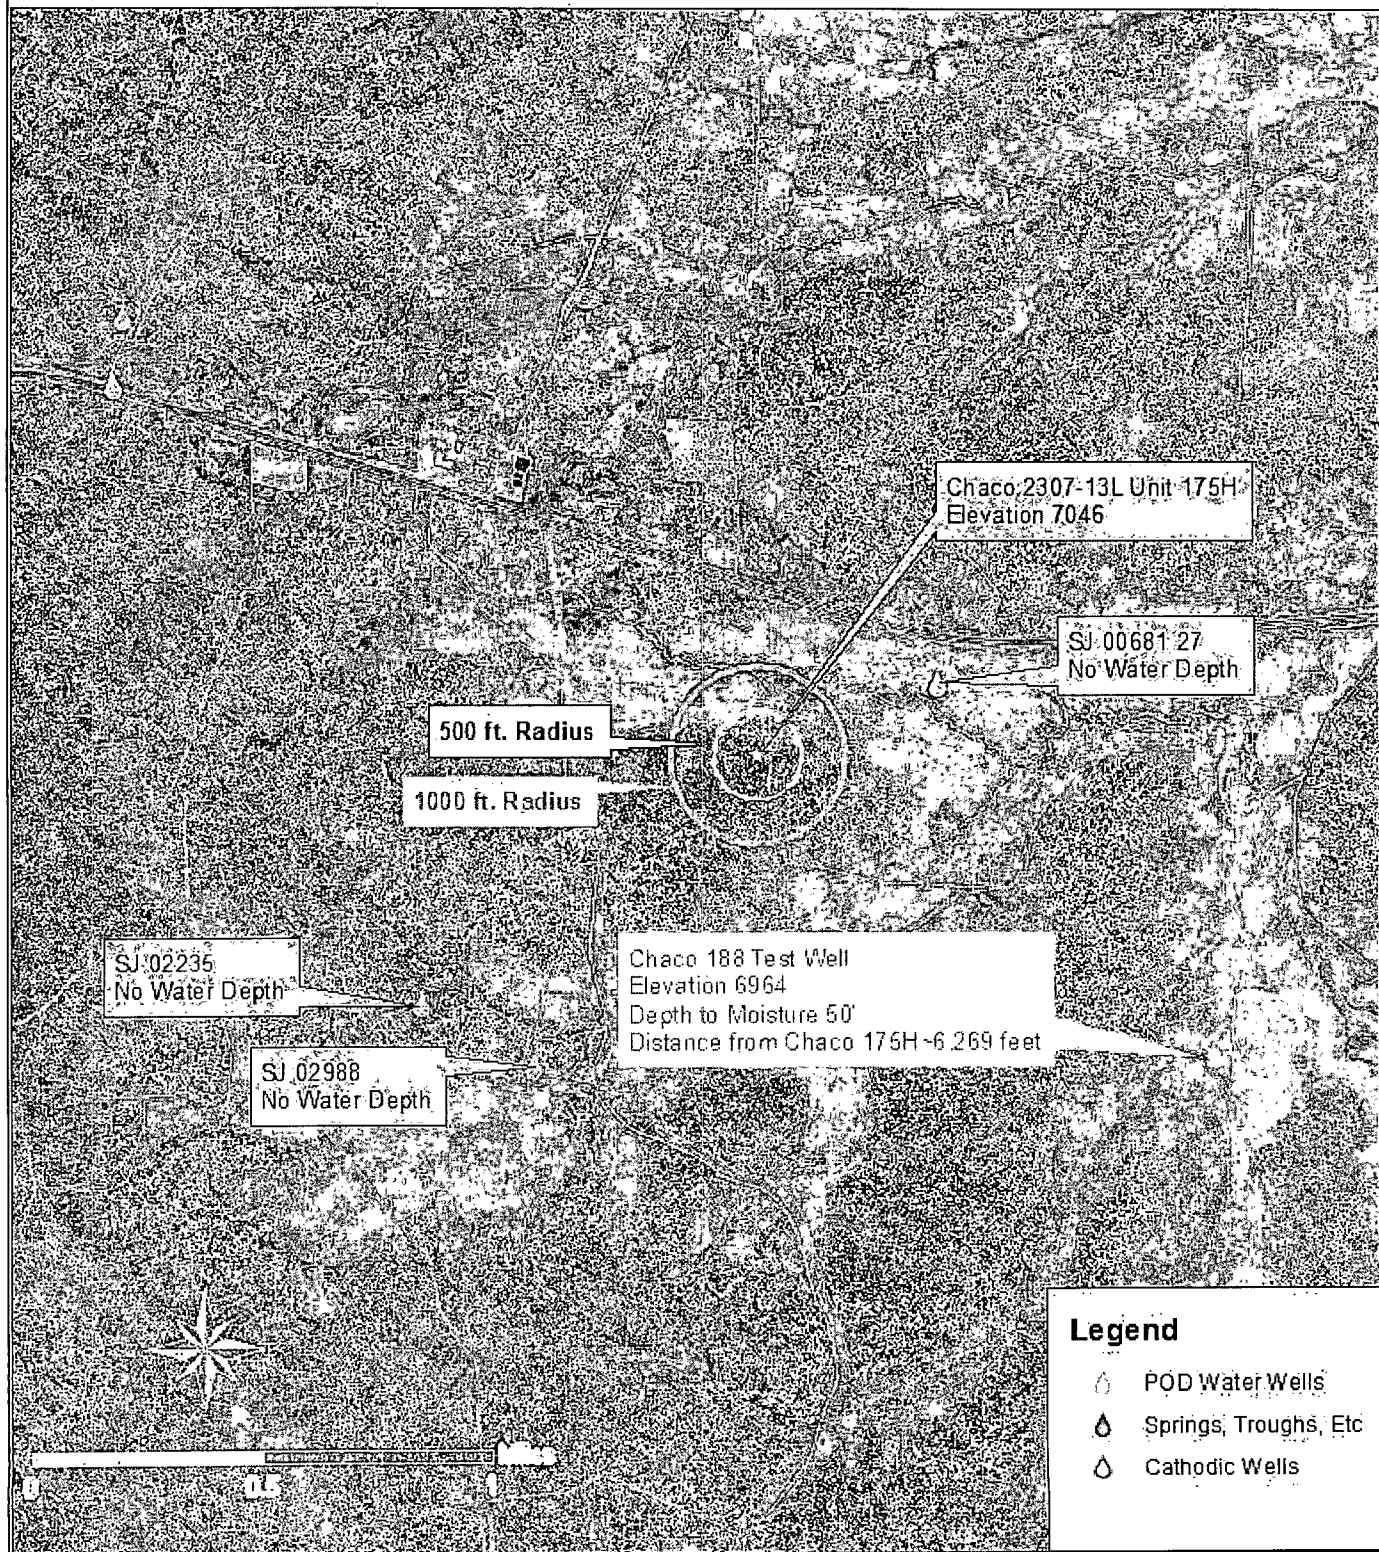 Chaco 2307-13L Unit 175H
Elevation 7046
SJ 00681 27
No Water Depth
500 ft. Radius
1000 ft. Radius
SJ 02235
No Water Depth
Chaco 188 Test Well
Elevation 6964
Depth to Moisture 50'
Distance from Chaco 175H ~6,269 feet
SJ 02988
No Water Depth
Legend
POD Water Wells
Springs, Troughs, Etc
Cathodic Wells
0
1